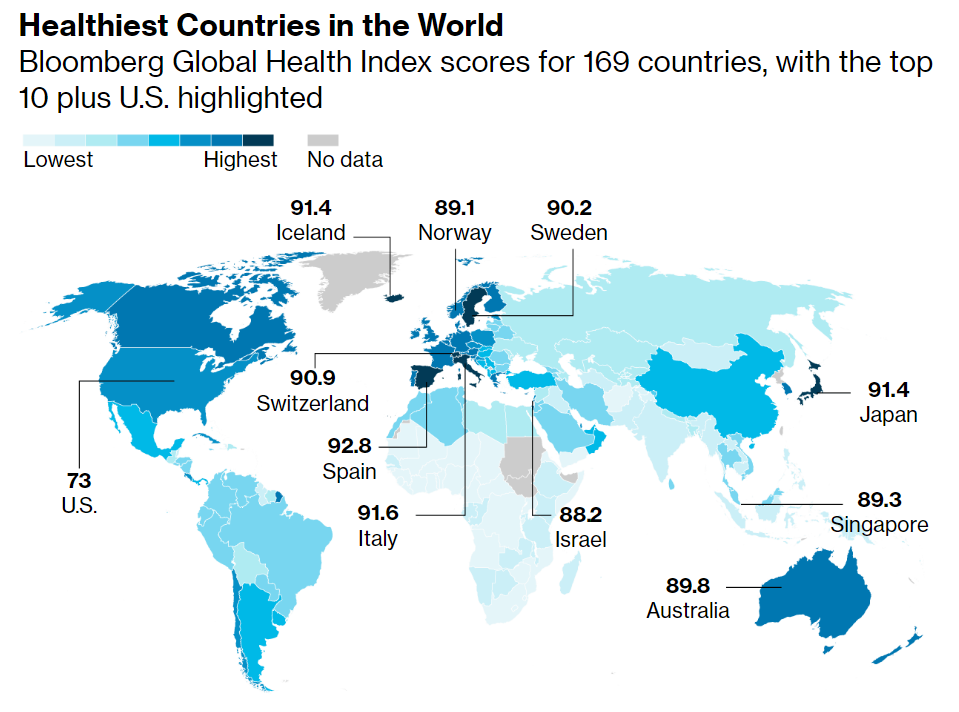 Healthiest Countries in the World
Bloomberg Global Health Index scores for 169 countries, with the top
10 plus U.S. highlighted
Lowest
Highest
No data
91.4
Iceland
89.1
Norway
90.2
Sweden
90.9
Switzerland
91.4
Japan
92.8
Spain
73
U.S.
91.6
Italy
88.2
Israel
89.3
Singapore
89.8
Australia